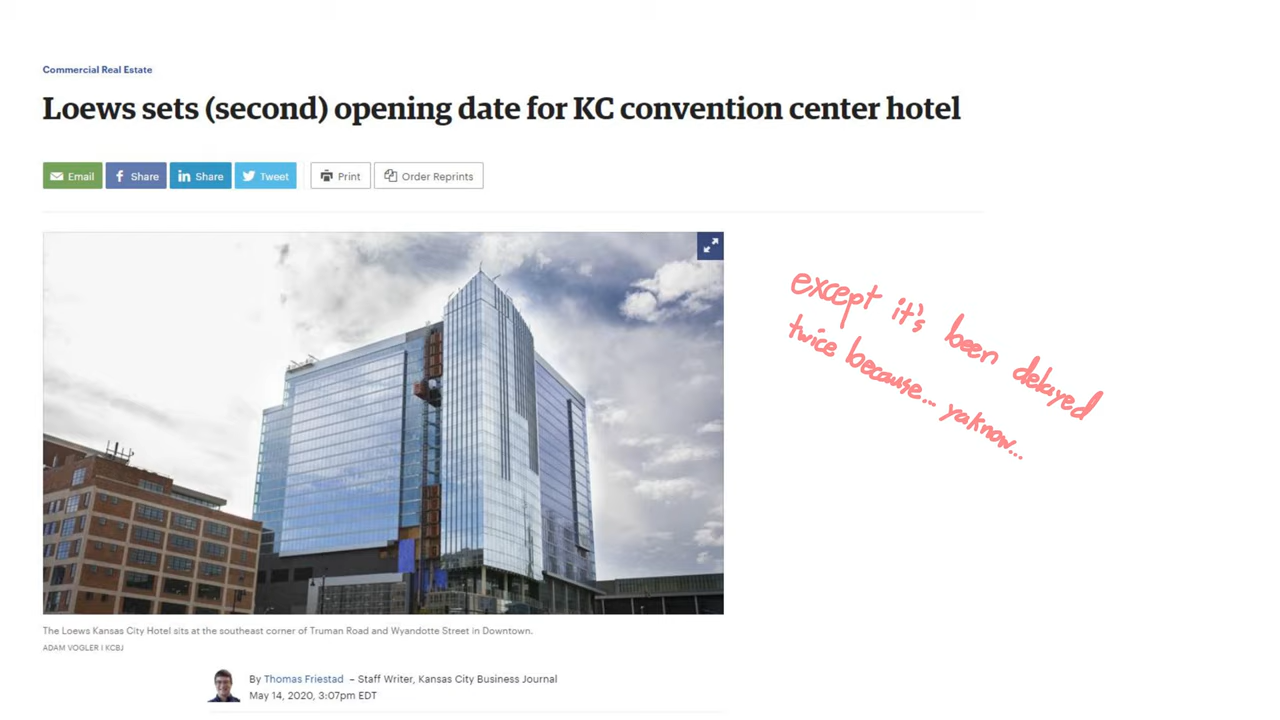 Commercial Real Estate
Loews sets (second) opening date for KC convention center hotel
Email
Share
Share
Tweet
Print
Order Reprints
except it's been delayed
twice because... yaknow...
The Loews Kansas City Hotel sits at the southeast corner of Truman Road and Wyandotte Street in Downtown.
ADAM VOGLER I KCBJ
By Thomas Friestad – Staff Writer, Kansas City Business Journal
May 14, 2020, 3:07pm EDT